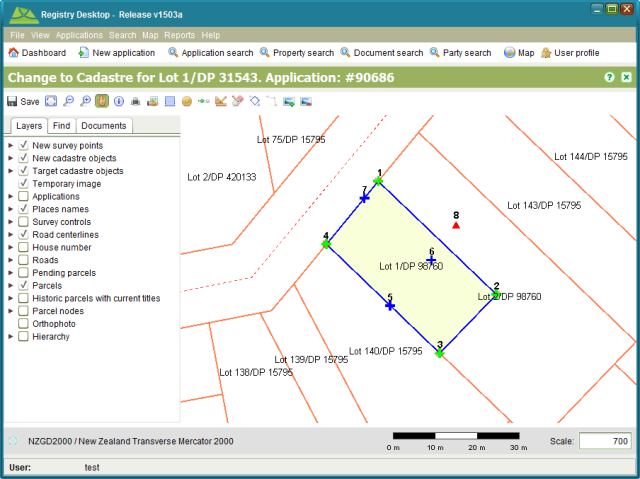 Registry Desktop - Release v1503a
File View Applications Search Map Reports Help
Dashboard New application Application search Property search Document search Party search Map User profile
Change to Cadastre for Lot 1/DP 31543. Application: #90686
Save
Layers Find Documents
New survey points
New cadastre objects
Target cadastre objects
Temporary image
Applications
Places names
Survey controls
Road centerlines
House number
Roads
Pending parcels
Parcels
Historic parcels with current titles
Parcel nodes
Orthophoto
Hierarchy
Lot 75/DP 15795
Lot 144/DP 15795
Lot 2/DP 420133
1
7
Lot 143/DP 15795
8
4
6
Lot 1/DP 98760
2
Lot 2/DP 98760
5
3
Lot 140/DP 15795
Lot 139/DP 15795
Lot 138/DP 15795
NZGD2000 / New Zealand Transverse Mercator 2000
0 m 10 m 20 m 30 m
Scale: 700
User: test